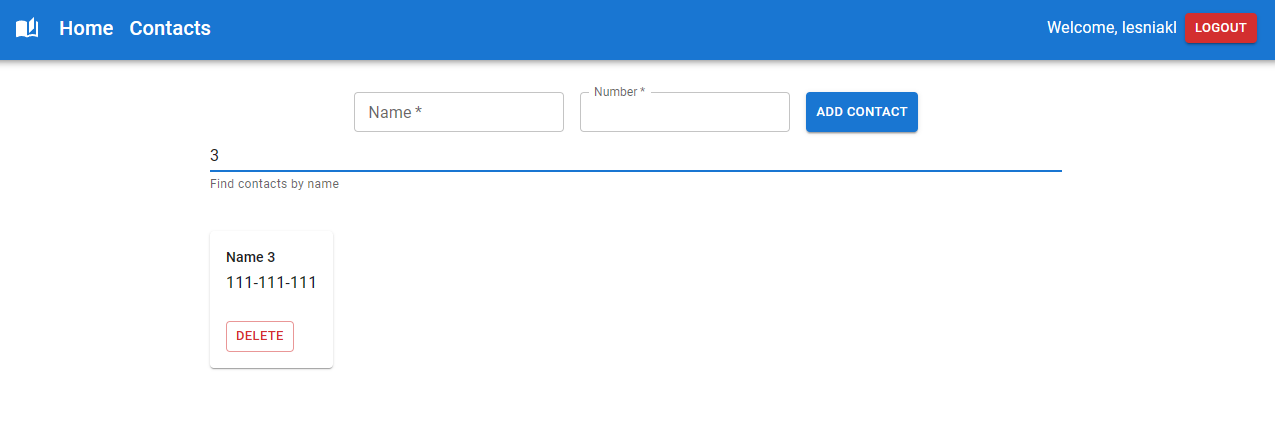 Home Contacts Welcome, lesniakl LOGOUT
Name * Number * ADD CONTACT
3
Find contacts by name
Name 3
111-111-111
DELETE